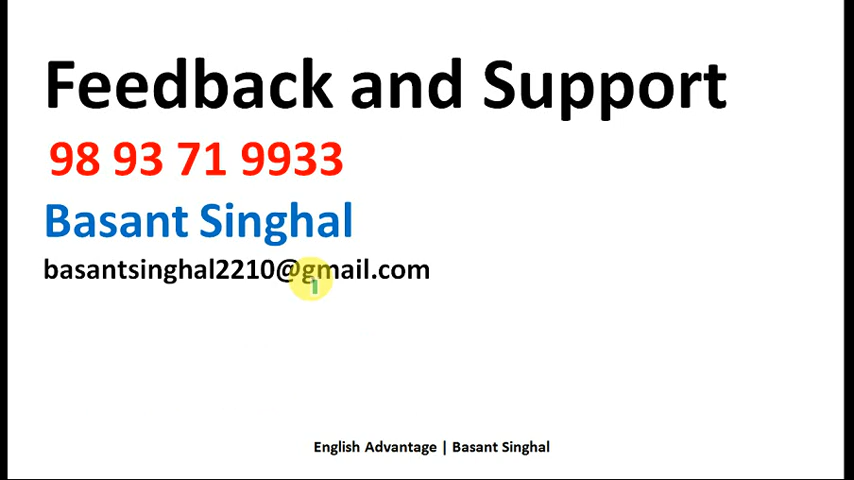 Feedback and Support
98 93 71 9933
Basant Singhal
basantsinghal2210@gmail.com
English Advantage | Basant Singhal